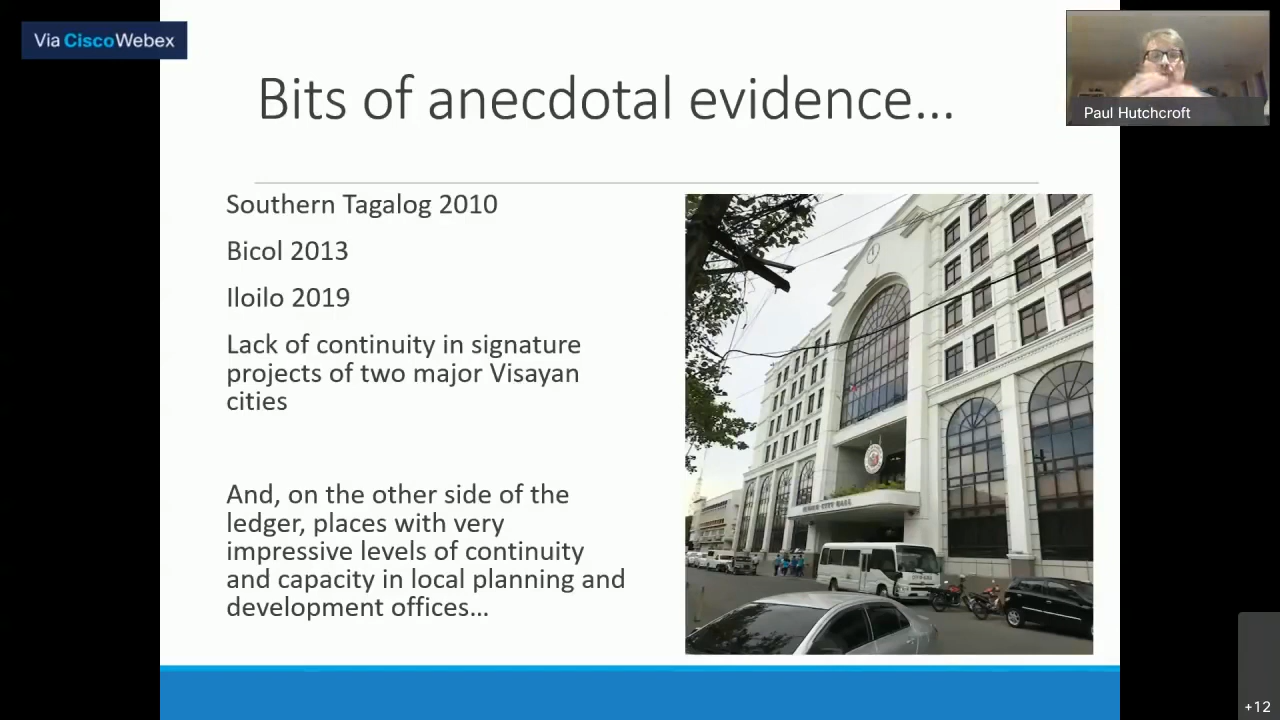 Via CiscoWebex
Bits of anecdotal evidence...
Paul Hutchcroft
Southern Tagalog 2010
Bicol 2013
Iloilo 2019
Lack of continuity in signature
projects of two major Visayan
cities
And, on the other side of the
ledger, places with very
impressive levels of continuity
and capacity in local planning and
development offices...
CITY HALL
+12